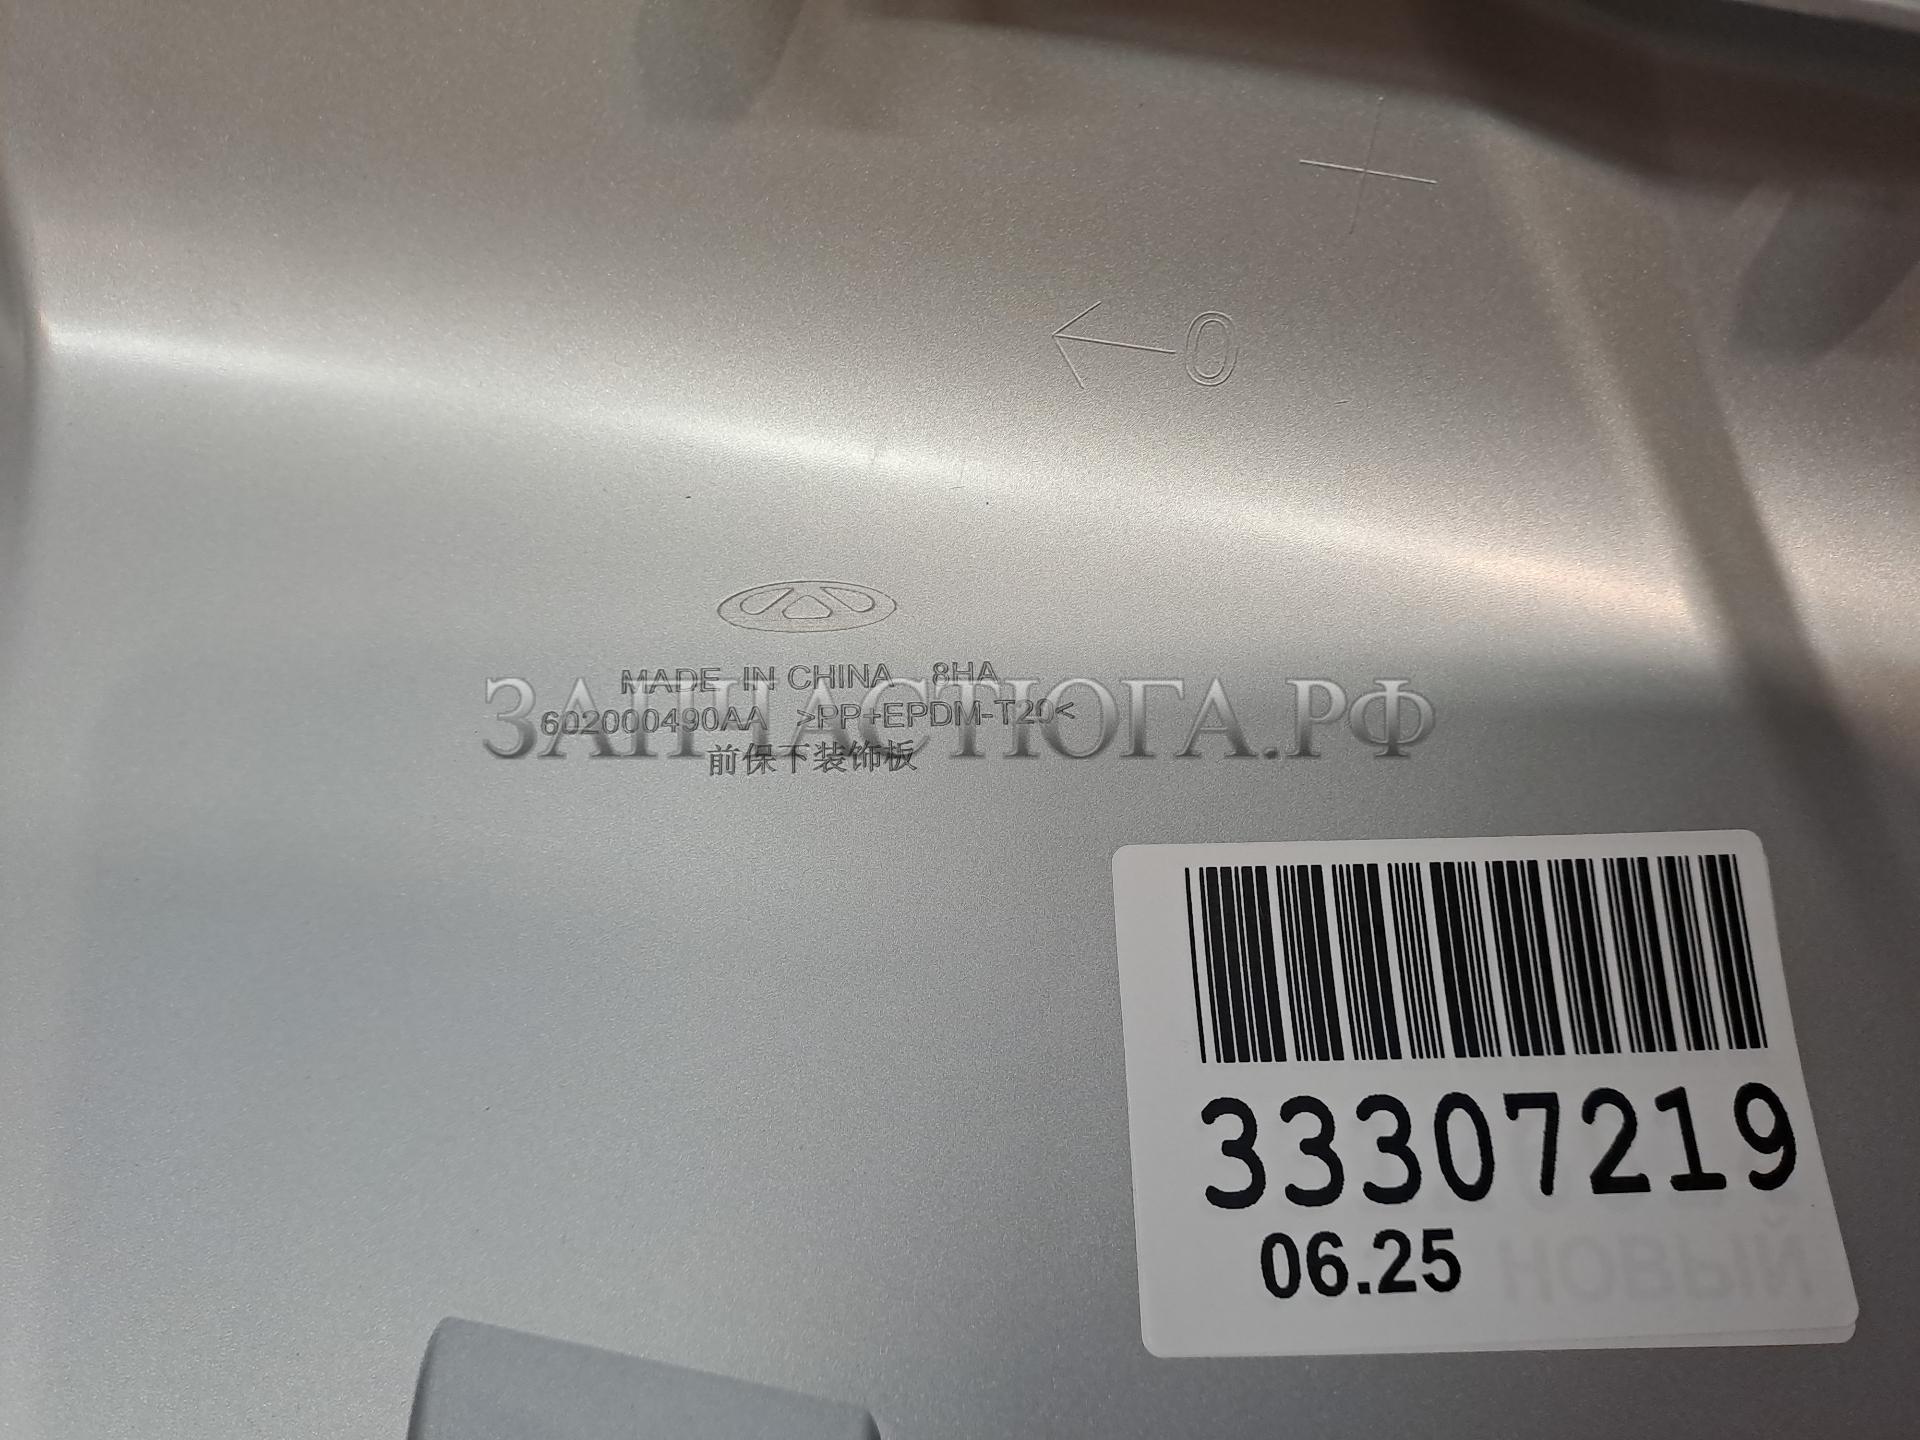 0
MADE IN CHINA 8HA
602000490AA >PP+EPDM-T20<
前保下装饰板
ЗАПЧАСТЮГА.РФ
33307219
06.25
НОВЫЙ